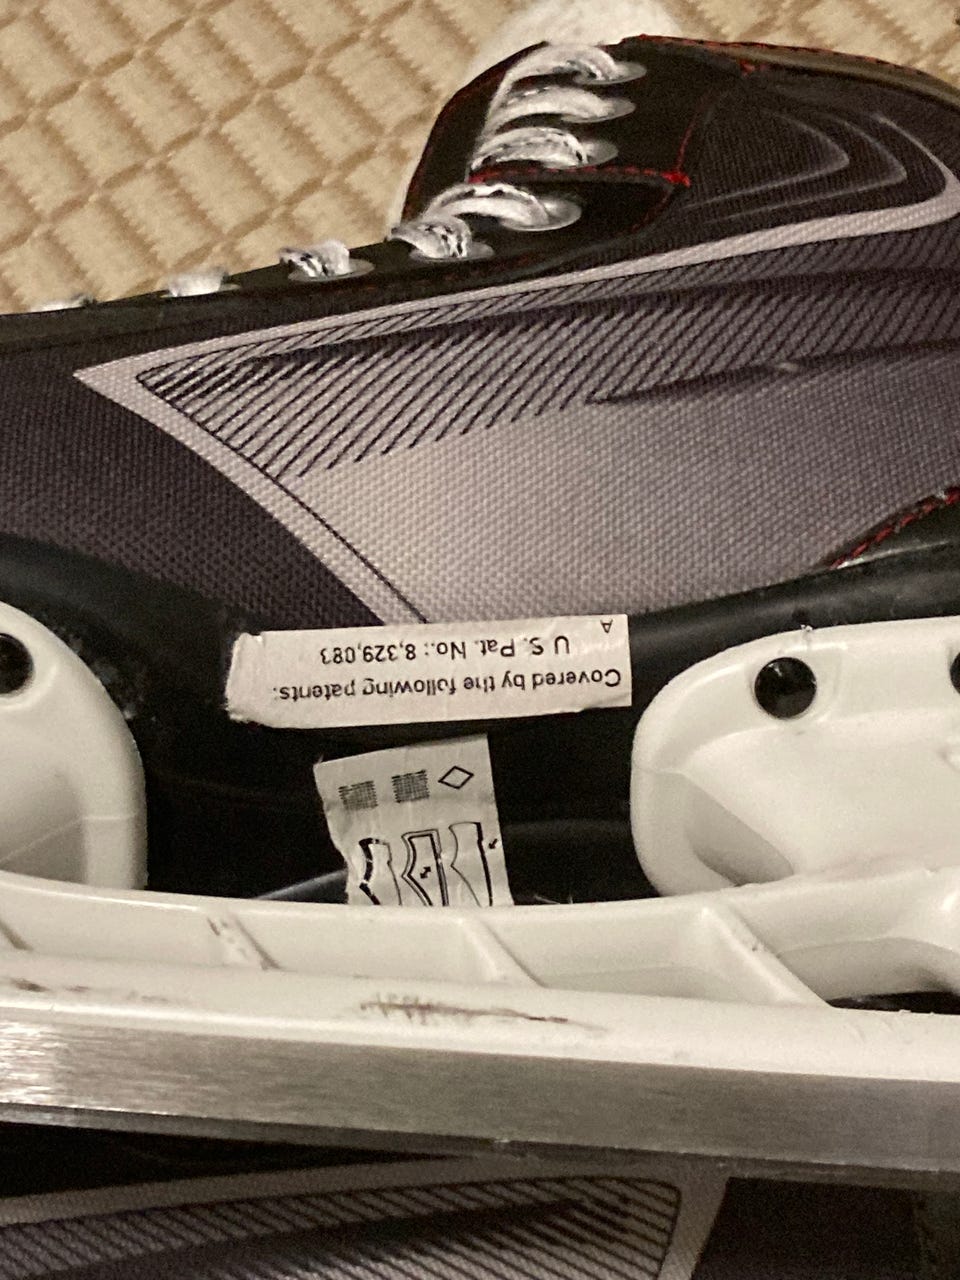 Covered by the following patents:
U.S. Pat. No.: 8,329,083
A